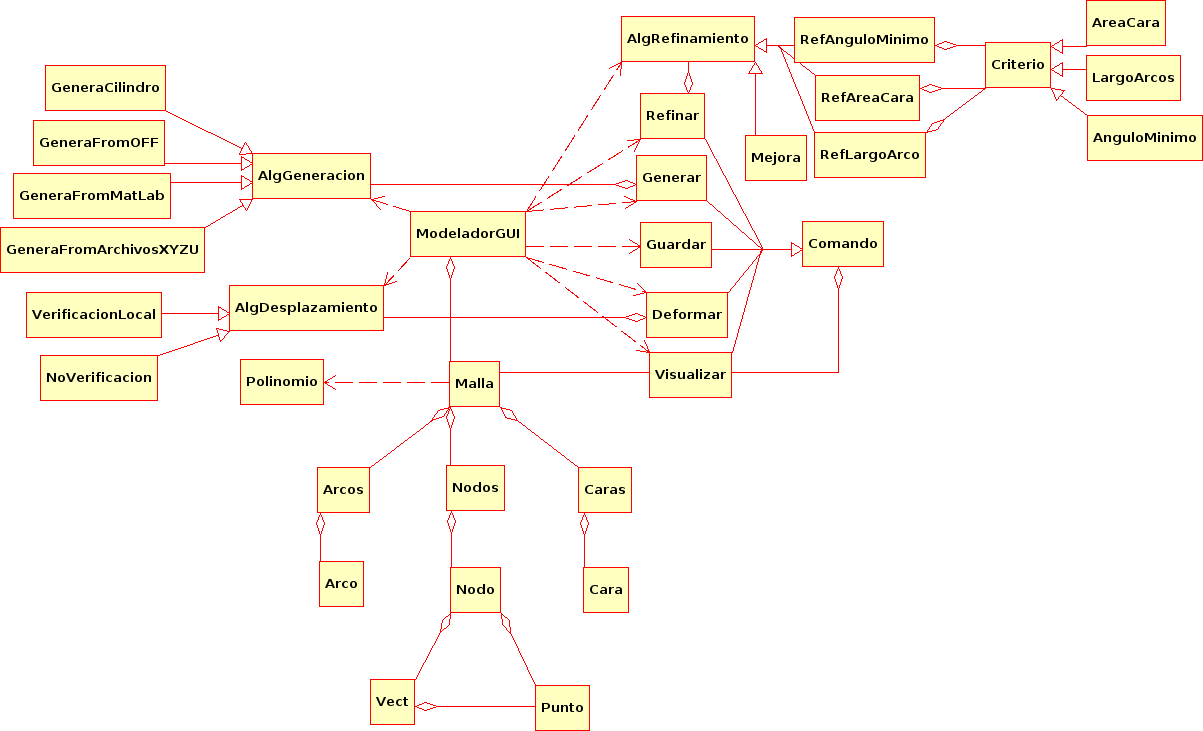 AreaCara
AlgRefinamiento
RefAnguloMinimo
Criterio
LargoArcos
GeneraCilindro
RefAreaCara
Refinar
AnguloMinimo
GeneraFromOFF
Mejora
RefLargoArco
AlgGeneracion
Generar
GeneraFromMatLab
ModeladorGUI
Guardar
Comando
GeneraFromArchivosXYZU
VerificacionLocal
AlgDesplazamiento
Deformar
NoVerificacion
Polinomio
Malla
Visualizar
Arcos
Nodos
Caras
Arco
Nodo
Cara
Vect
Punto